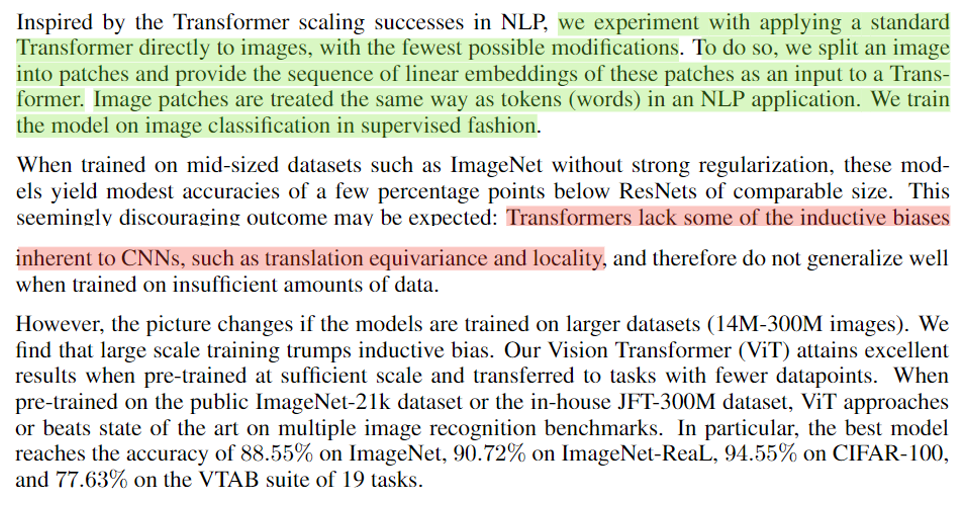 Inspired by the Transformer scaling successes in NLP, we experiment with applying a standard
Transformer directly to images, with the fewest possible modifications. To do so, we split an image
into patches and provide the sequence of linear embeddings of these patches as an input to a Trans-
former. Image patches are treated the same way as tokens (words) in an NLP application. We train
the model on image classification in supervised fashion.
When trained on mid-sized datasets such as ImageNet without strong regularization, these mod-
els yield modest accuracies of a few percentage points below ResNets of comparable size. This
seemingly discouraging outcome may be expected: Transformers lack some of the inductive biases
inherent to CNNs, such as translation equivariance and locality, and therefore do not generalize well
when trained on insufficient amounts of data.
However, the picture changes if the models are trained on larger datasets (14M-300M images). We
find that large scale training trumps inductive bias. Our Vision Transformer (ViT) attains excellent
results when pre-trained at sufficient scale and transferred to tasks with fewer datapoints. When
pre-trained on the public ImageNet-21k dataset or the in-house JFT-300M dataset, ViT approaches
or beats state of the art on multiple image recognition benchmarks. In particular, the best model
reaches the accuracy of 88.55% on ImageNet, 90.72% on ImageNet-ReaL, 94.55% on CIFAR-100,
and 77.63% on the VTAB suite of 19 tasks.